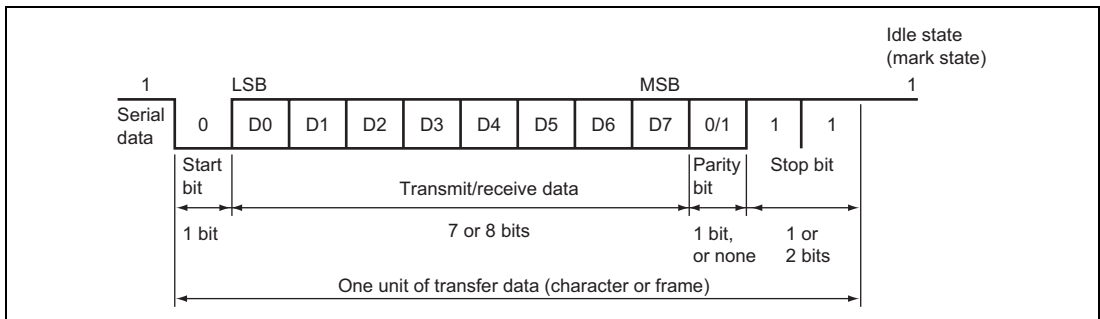 Idle state
(mark state)
1 LSB MSB 1
Serial
data
0 D0 D1 D2 D3 D4 D5 D6 D7 0/1 1 1
Start
bit
Transmit/receive data
Parity
bit
Stop bit
1 bit
7 or 8 bits
1 bit,
or none
1 or
2 bits
One unit of transfer data (character or frame)